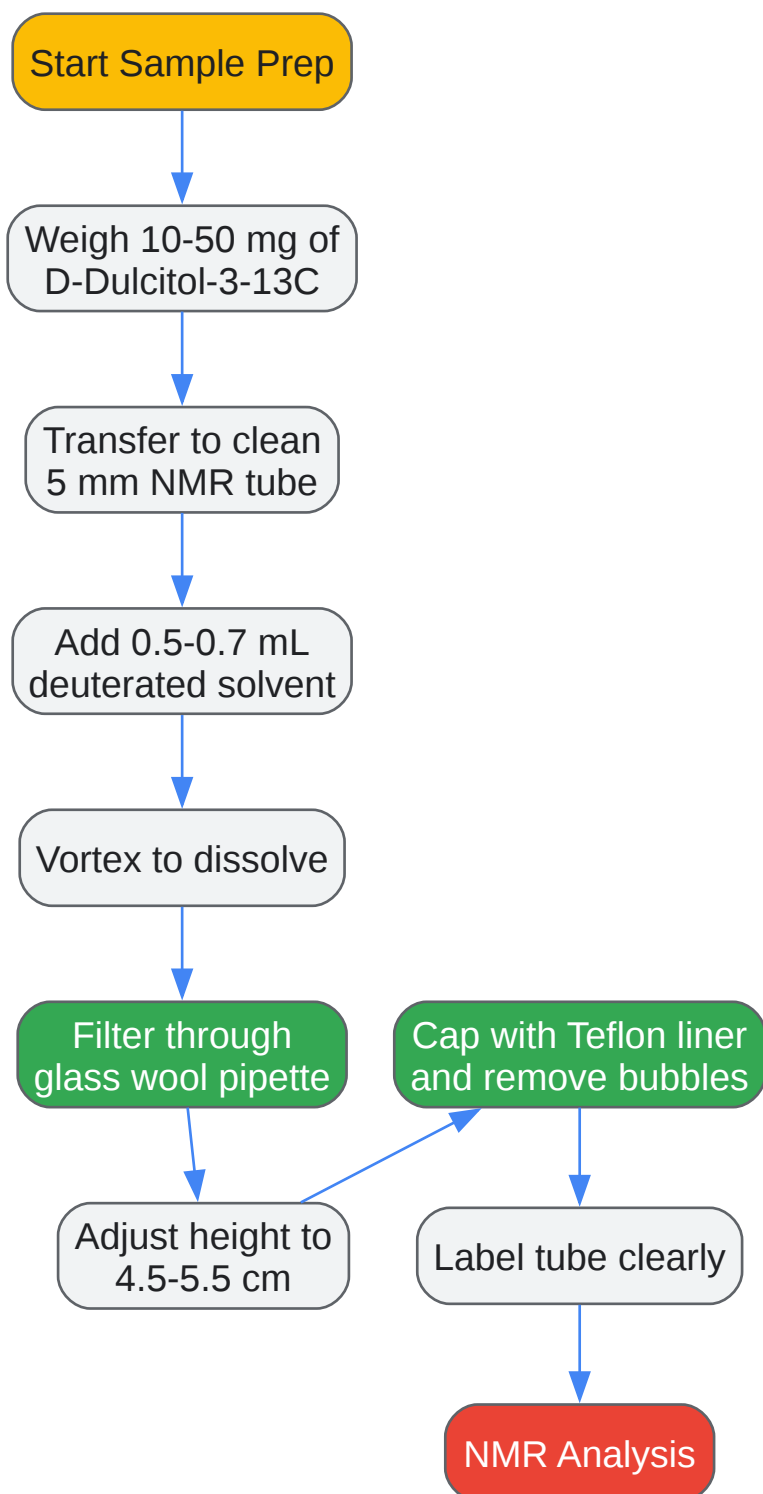 Start Sample Prep
Weigh 10-50 mg of
D-Dulcitol-3-13C
Transfer to clean
5 mm NMR tube
Add 0.5-0.7 mL
deuterated solvent
Vortex to dissolve
Filter through
glass wool pipette
Adjust height to
4.5-5.5 cm
Cap with Teflon liner
and remove bubbles
Label tube clearly
NMR Analysis